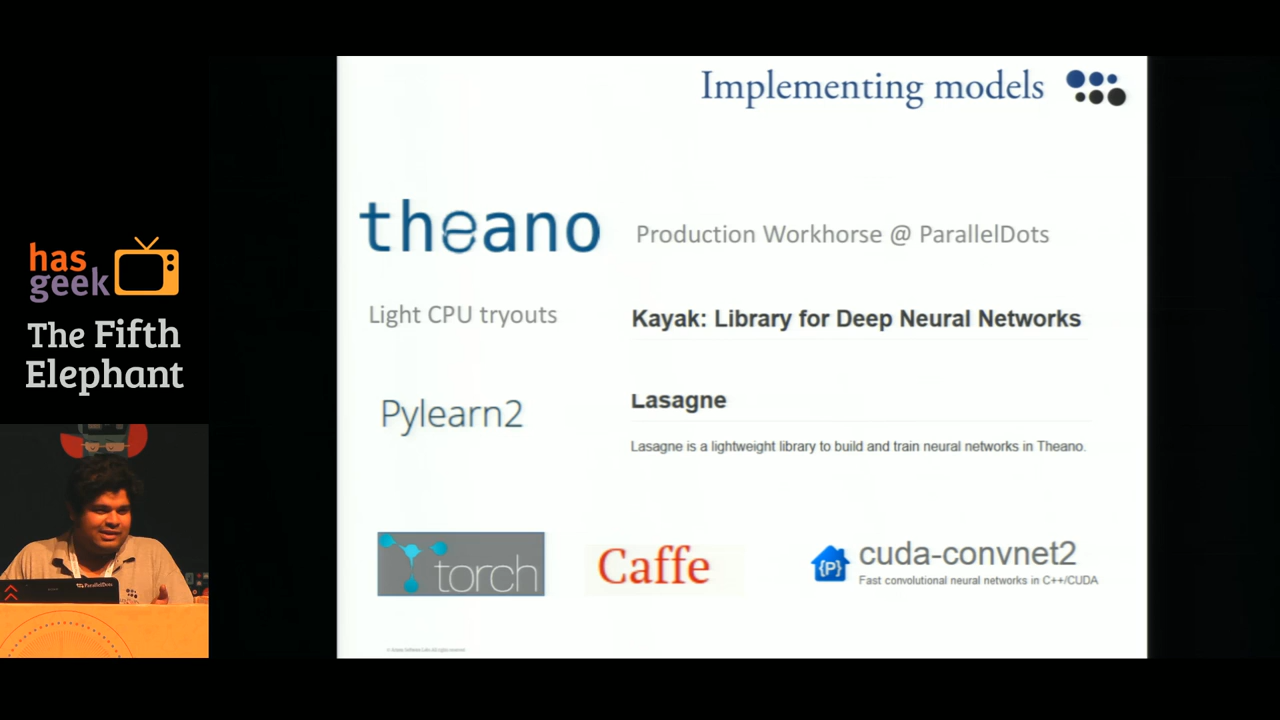 Implementing models
theano
Production Workhorse @ ParallelDots
Light CPU tryouts
Kayak: Library for Deep Neural Networks
Pylearn2
Lasagne
Lasagne is a lightweight library to build and train neural networks in Theano.
torch
Caffe
{P}
cuda-convnet2
Fast convolutional neural networks in C++/CUDA
has
geek
The Fifth
Elephant
ParallelDots